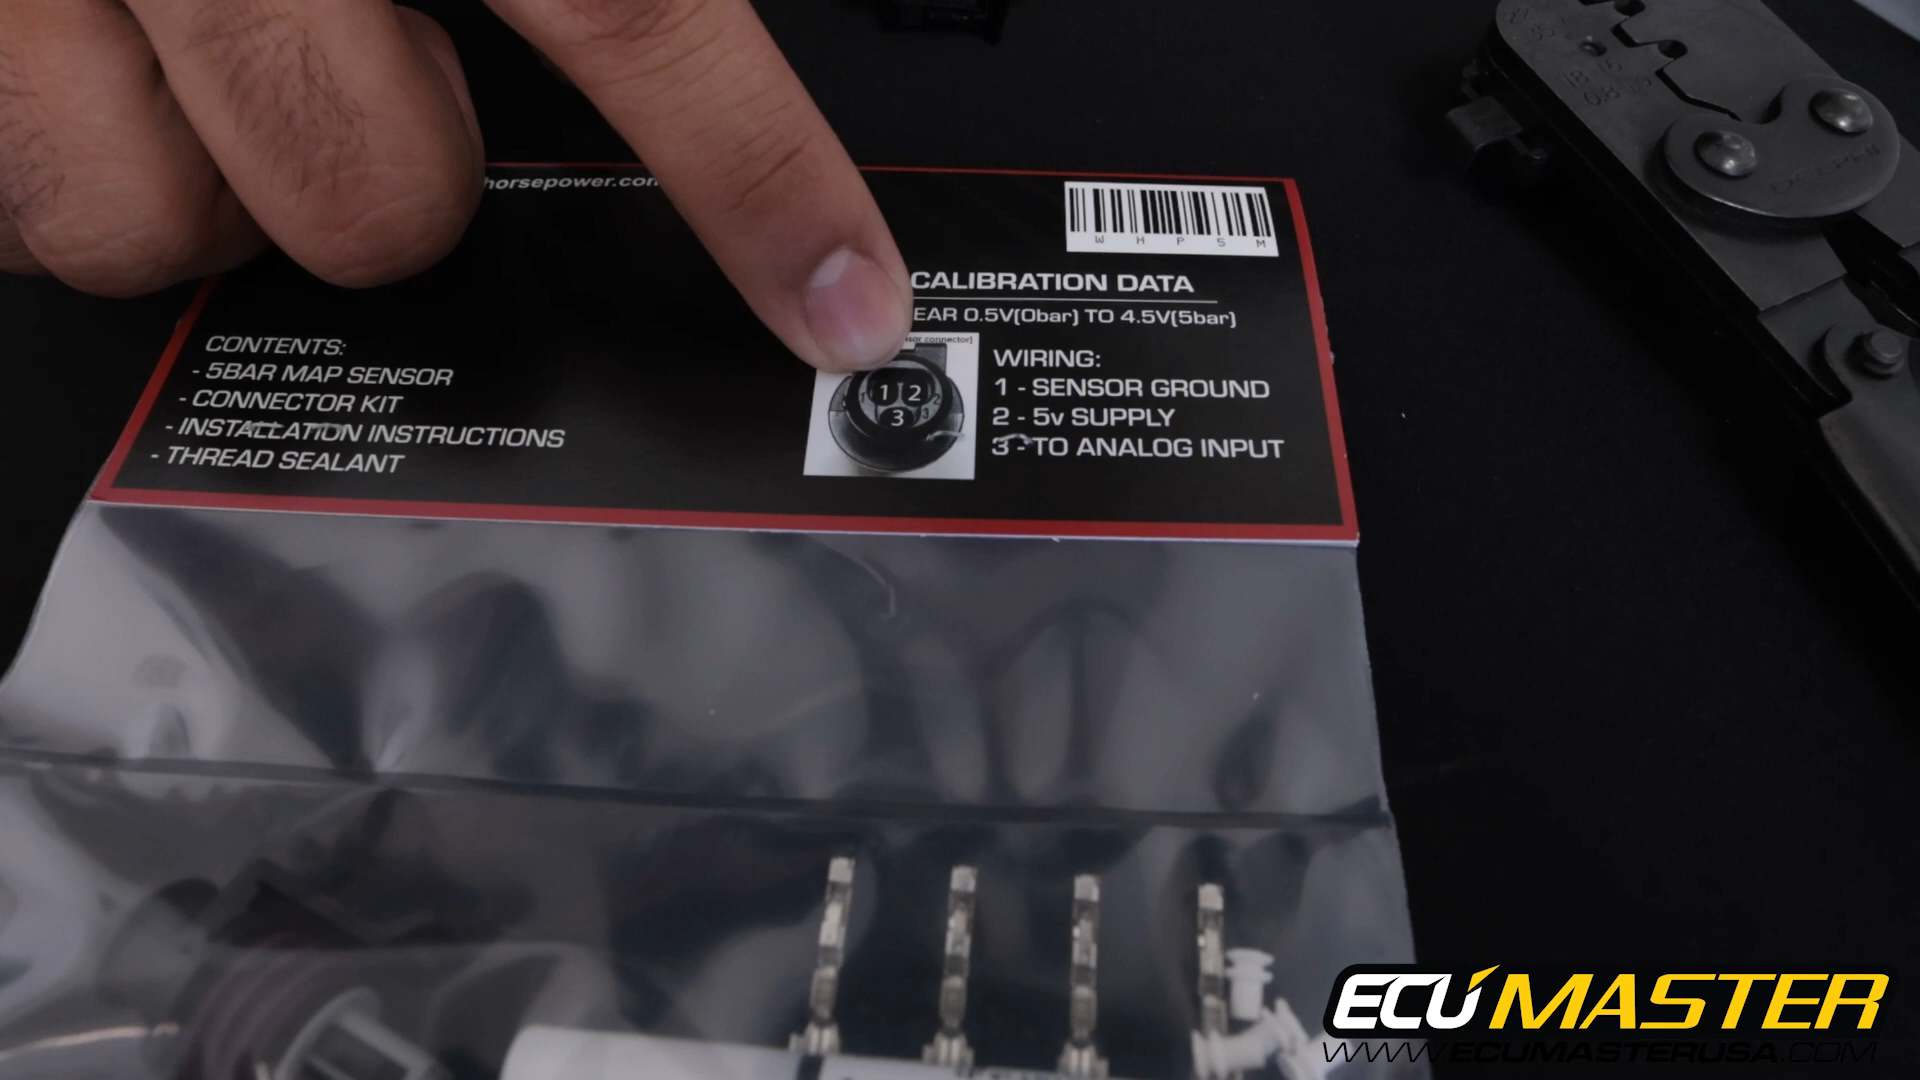 horsepower.com
W H P 5 M
CALIBRATION DATA
EAR 0.5V(0bar) TO 4.5V(5bar)
sor connector)
CONTENTS:
- 5BAR MAP SENSOR
- CONNECTOR KIT
- INSTALLATION INSTRUCTIONS
- THREAD SEALANT
1 2
3
WIRING:
1 - SENSOR GROUND
2 - 5v SUPPLY
3 - TO ANALOG INPUT
ECUMASTER
WWW.ECUMASTERUSA.COM